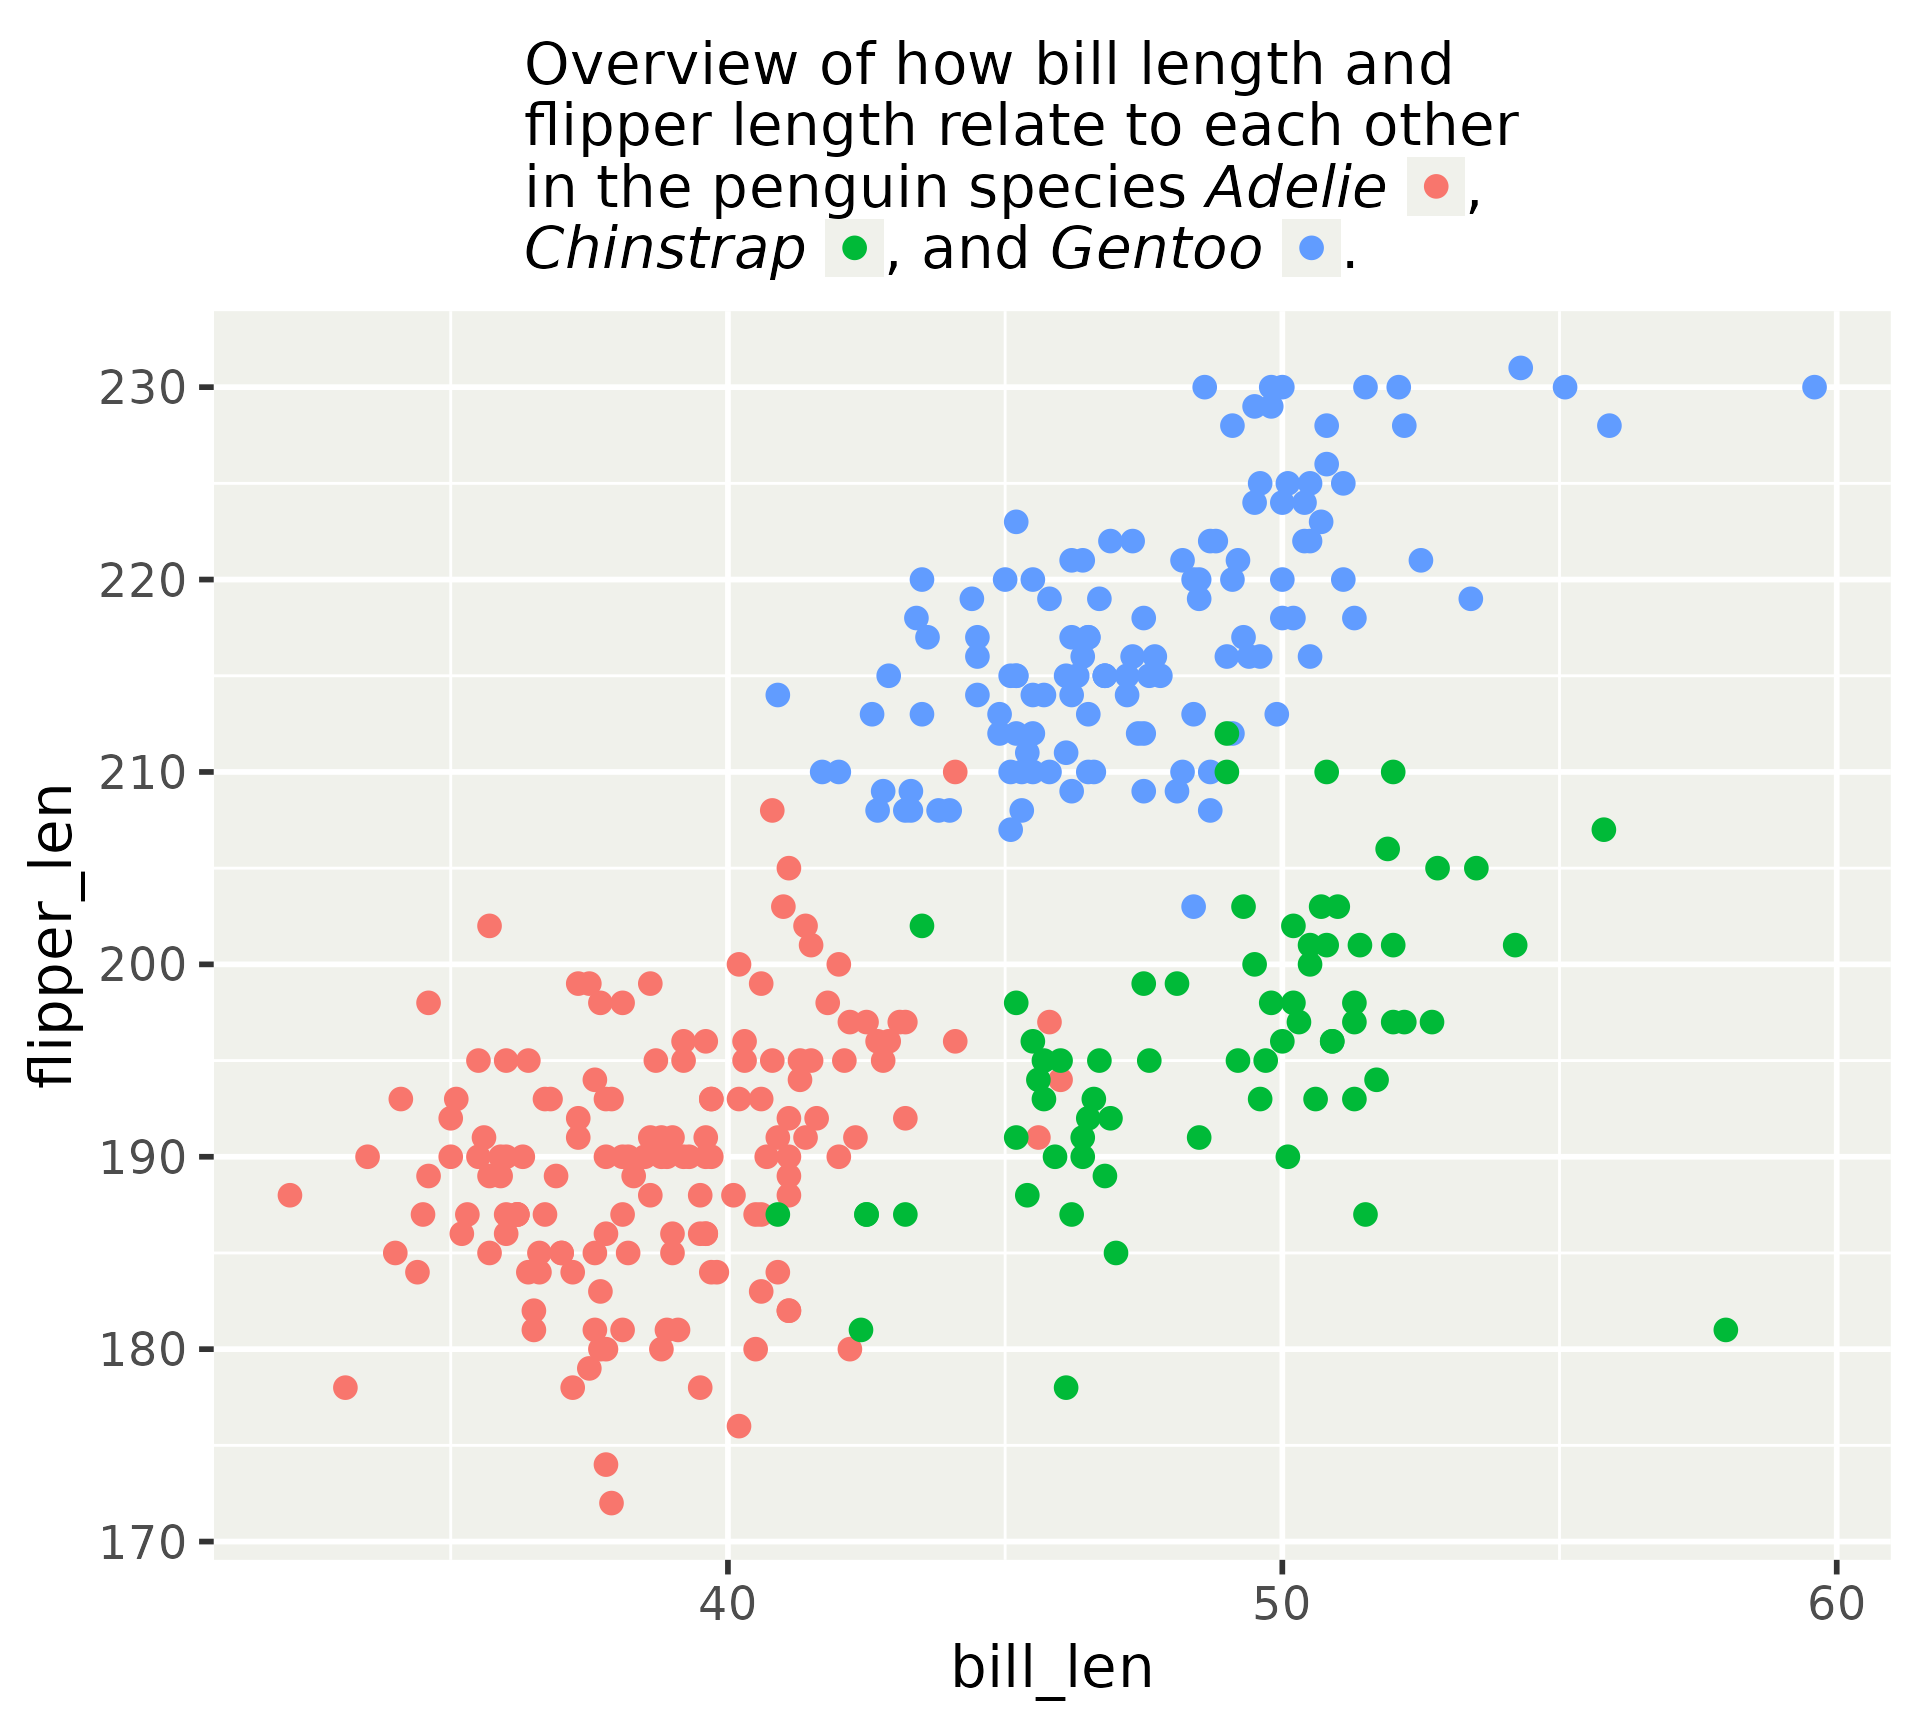 Overview of how bill length and
flipper length relate to each other
in the penguin species Adelie ,
Chinstrap , and Gentoo .
230
220
210
200
190
180
170
flipper_len
40 50 60
bill_len